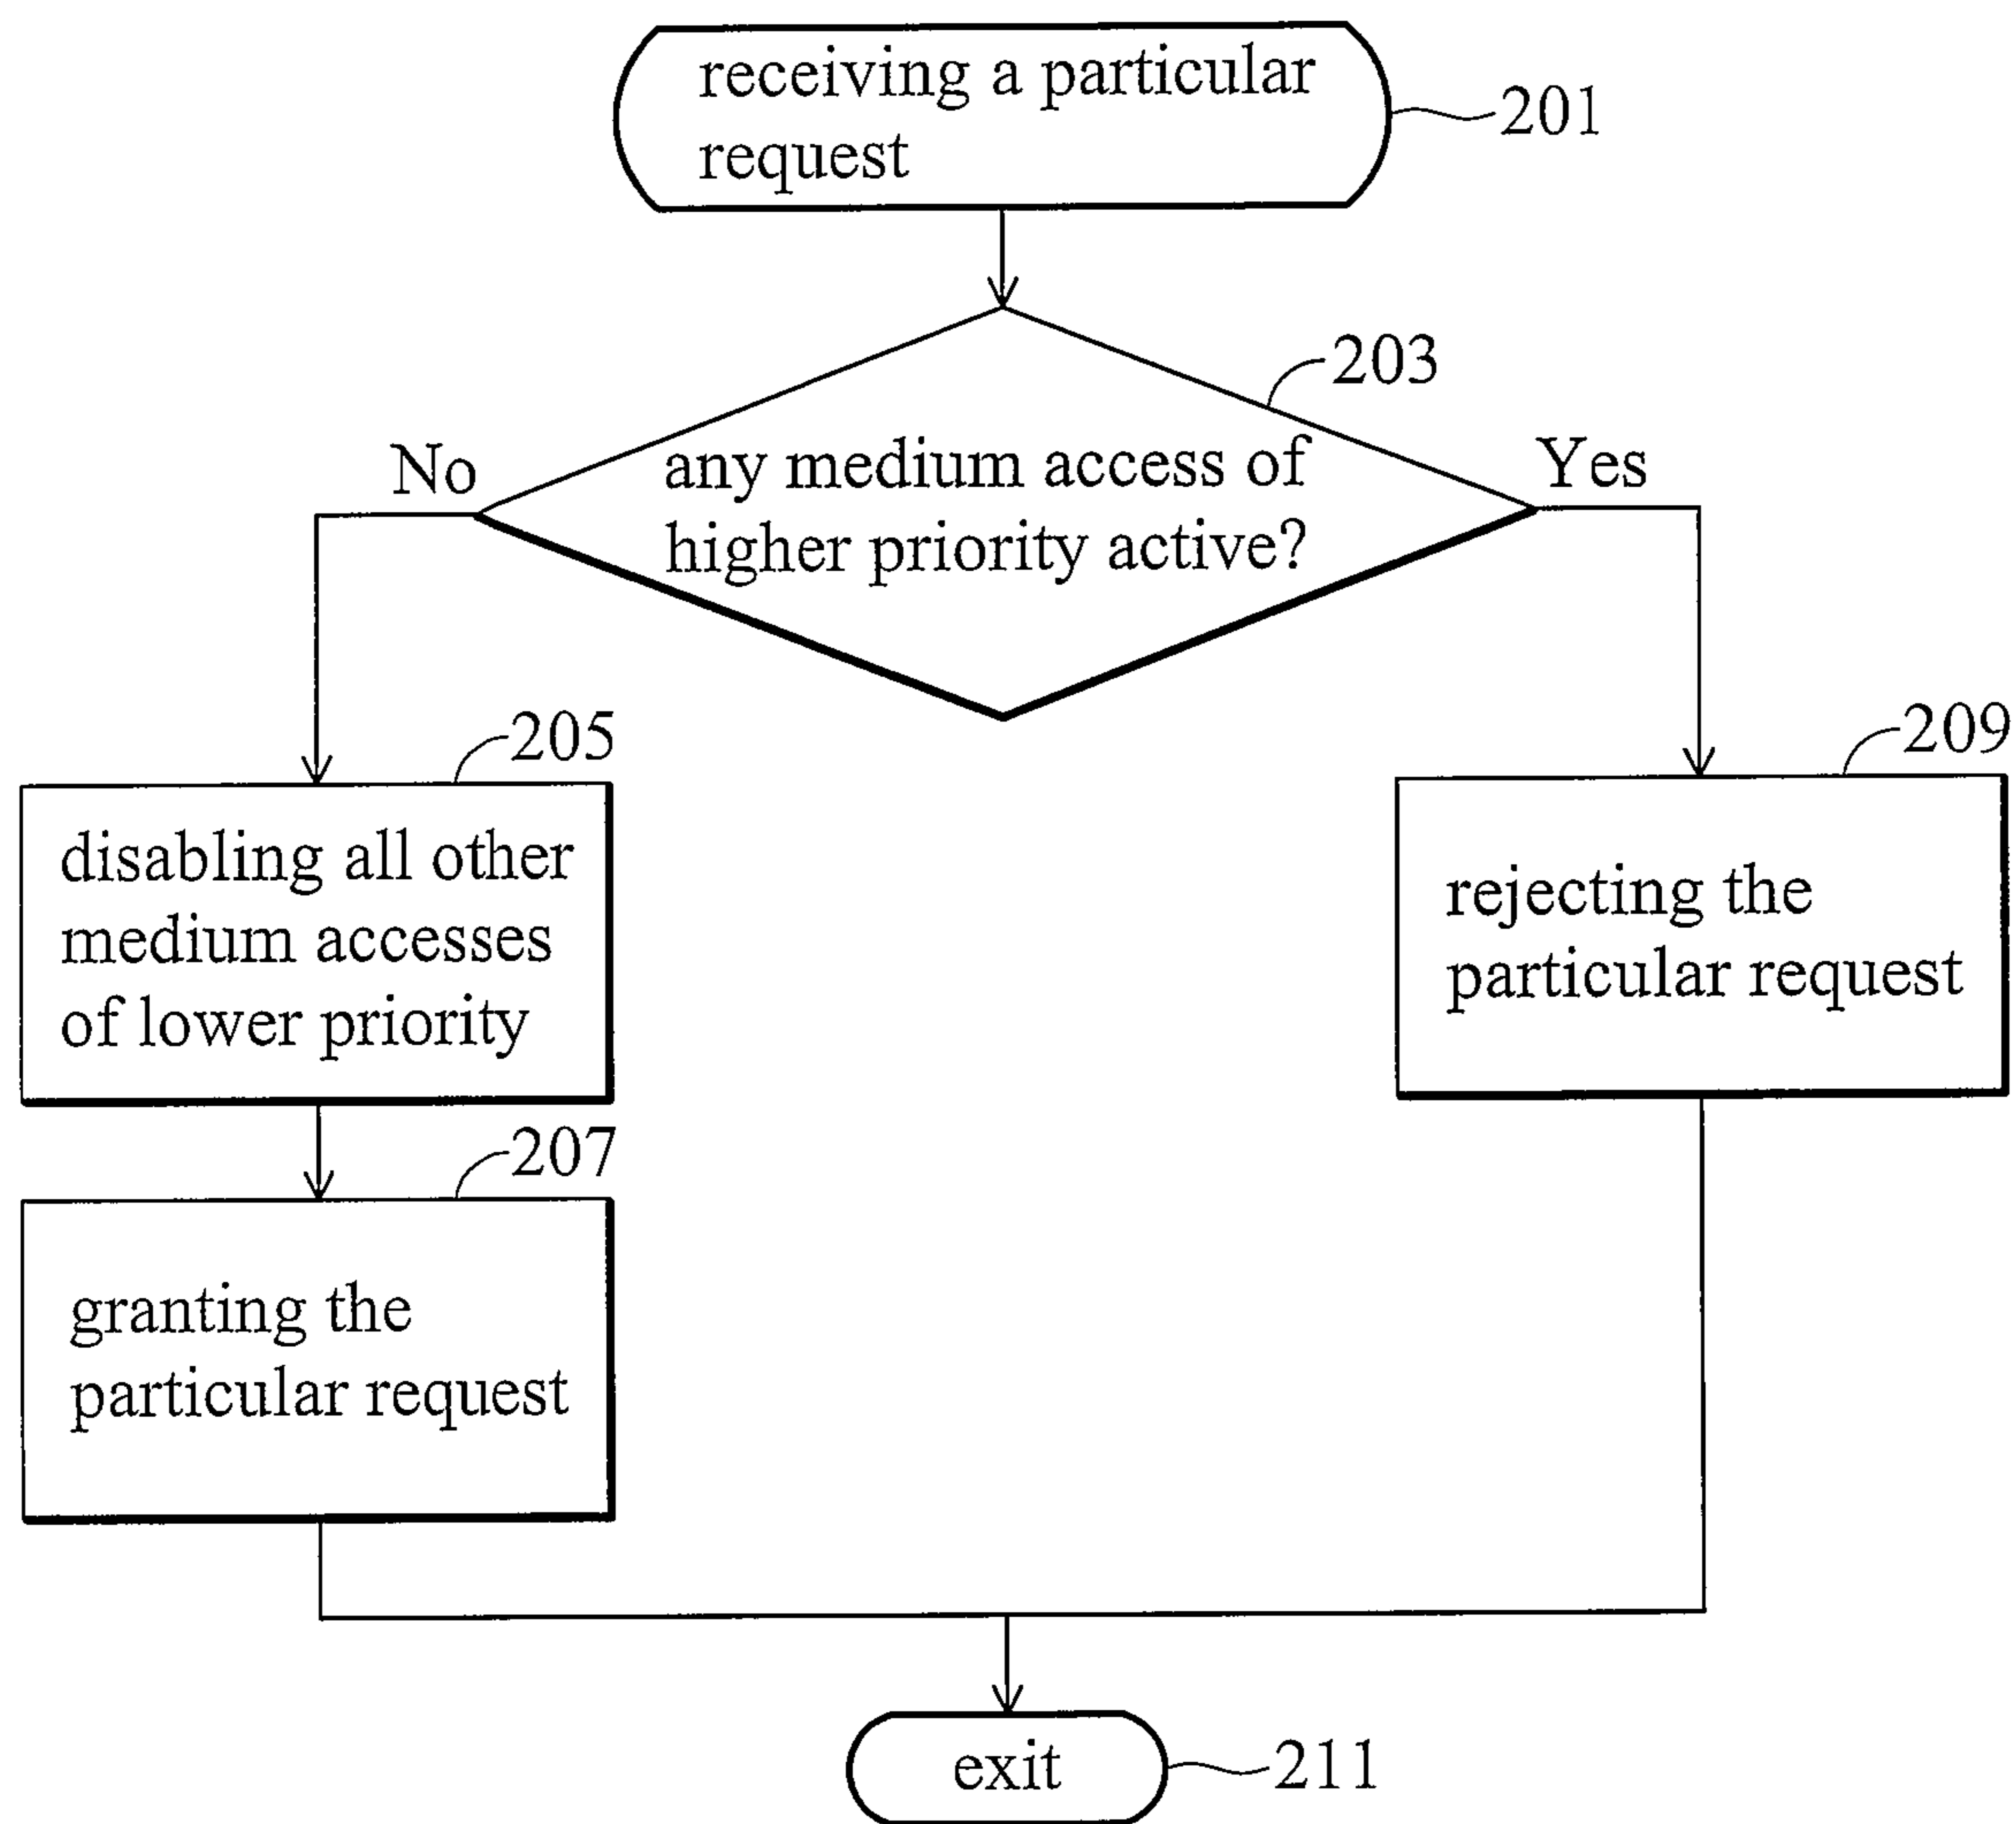 receiving a particular
request
201
203
No
any medium access of
higher priority active?
Yes
205
disabling all other
medium accesses
of lower priority
209
rejecting the
particular request
207
granting the
particular request
exit
211